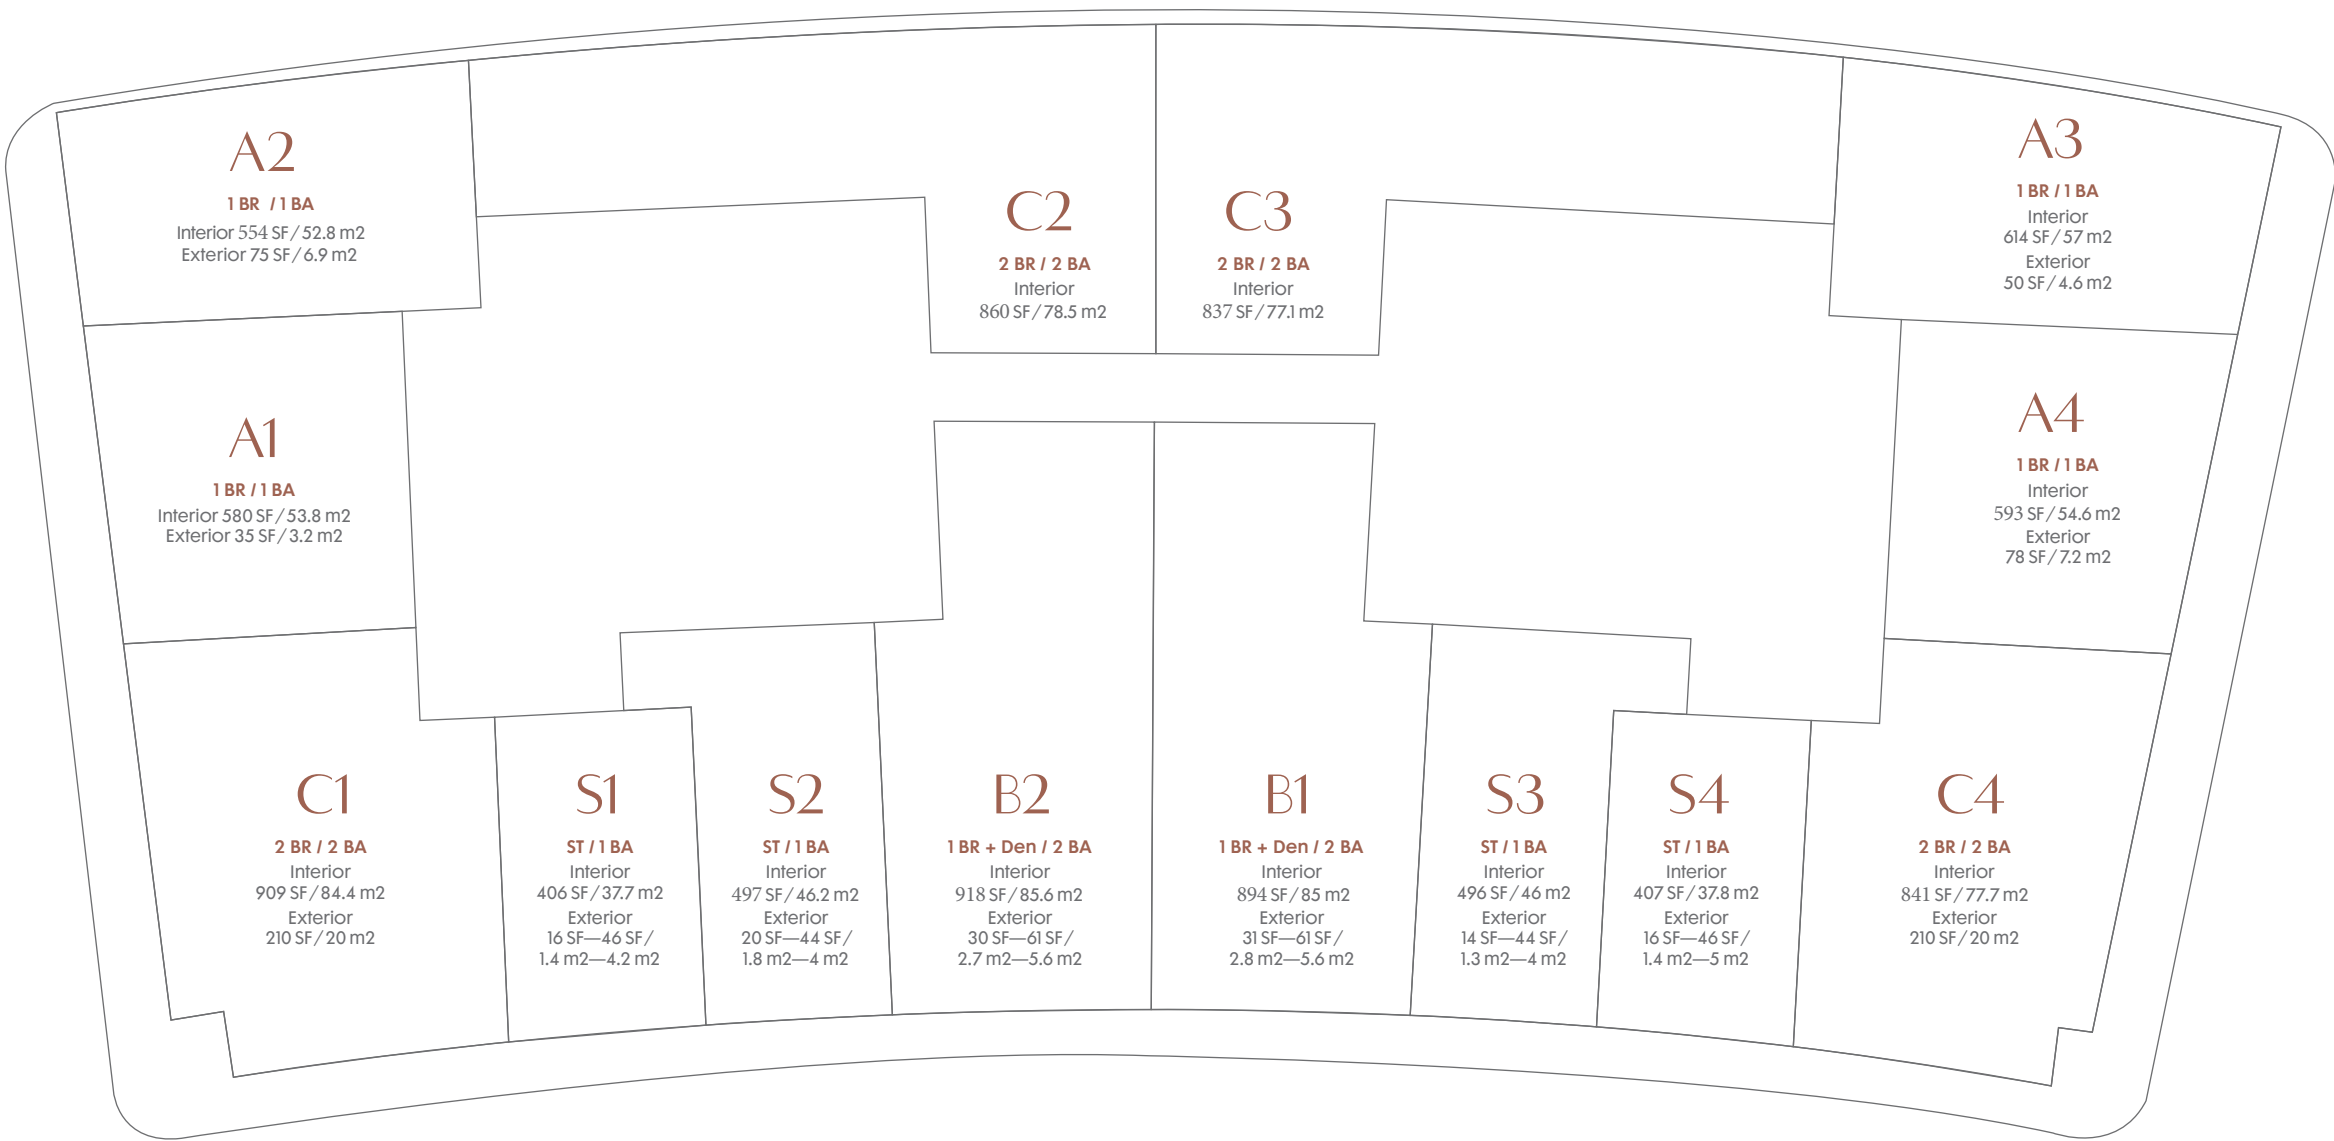 A2
1 BR / 1 BA
Interior 554 SF/52.8 m2
Exterior 75 SF/6.9 m2
C2
2 BR / 2 BA
Interior
860 SF/78.5 m2
C3
2 BR / 2 BA
Interior
837 SF/77.1 m2
A3
1 BR / 1 BA
Interior
614 SF/57 m2
Exterior
50 SF/4.6 m2
A1
1 BR / 1 BA
Interior 580 SF/53.8 m2
Exterior 35 SF/3.2 m2
A4
1 BR / 1 BA
Interior
593 SF/54.6 m2
Exterior
78 SF/7.2 m2
C1
2 BR / 2 BA
Interior
909 SF/84.4 m2
Exterior
210 SF/20 m2
S1
ST / 1 BA
Interior
406 SF/37.7 m2
Exterior
16 SF—46 SF/
1.4 m2—4.2 m2
S2
ST / 1 BA
Interior
497 SF/46.2 m2
Exterior
20 SF—44 SF/
1.8 m2—4 m2
B2
1 BR + Den / 2 BA
Interior
918 SF/85.6 m2
Exterior
30 SF—61 SF/
2.7 m2—5.6 m2
B1
1 BR + Den / 2 BA
Interior
894 SF/85 m2
Exterior
31 SF—61 SF/
2.8 m2—5.6 m2
S3
ST / 1 BA
Interior
496 SF/46 m2
Exterior
14 SF—44 SF/
1.3 m2—4 m2
S4
ST / 1 BA
Interior
407 SF/37.8 m2
Exterior
16 SF—46 SF/
1.4 m2—5 m2
C4
2 BR / 2 BA
Interior
841 SF/77.7 m2
Exterior
210 SF/20 m2